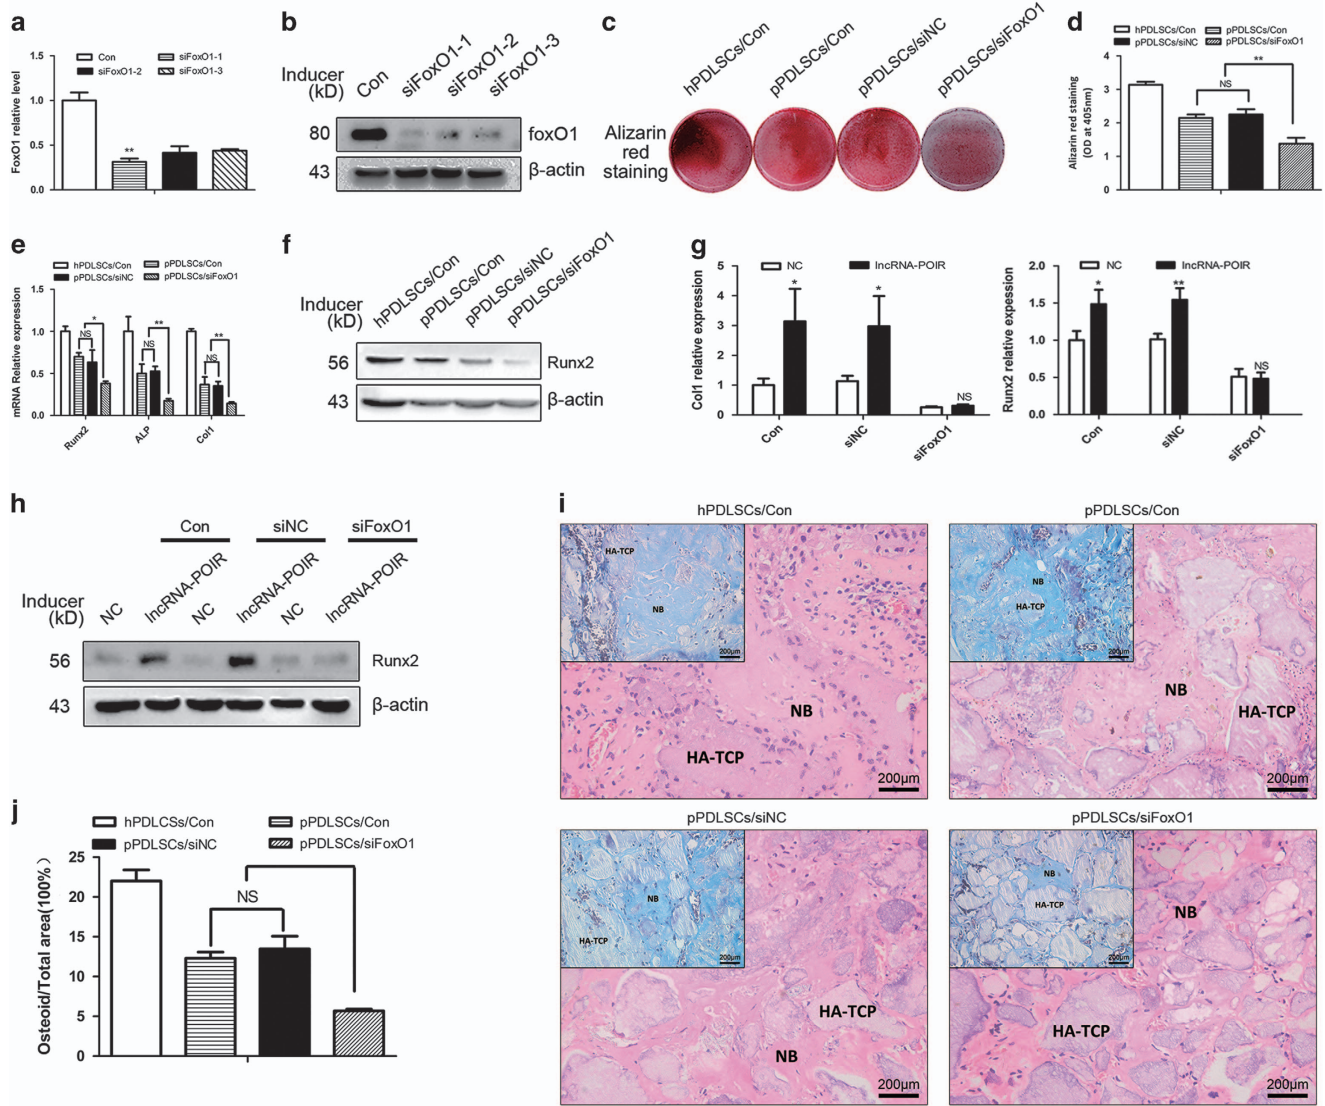 a
FoxO1 relative level
1.5
1.0
0.5
0.0
Con
siFoxO1-1
siFoxO1-2
siFoxO1-3
**
b
Inducer
(kD)
Con
siFoxO1-1
siFoxO1-2
siFoxO1-3
80
foxO1
43
β-actin
c
hPDLSCs/Con
pPDLSCs/Con
pPDLSCs/siNC
pPDLSCs/siFoxO1
Alizarin
red
staining
d
hPDLSCs/Con
pPDLSCs/Con
pPDLSCs/siNC
pPDLSCs/siFoxO1
Alizarin red staining
(OD at 405nm)
4
3
2
1
0
NS
**
e
hPDLSCs/Con
pPDLSCs/Con
pPDLSCs/siNC
pPDLSCs/siFoxO1
mRNA Relative expression
1.5
1.0
0.5
0.0
NS
*
NS
**
NS
**
Runx2
ALP
Col1
f
Inducer
(kD)
hPDLSCs/Con
pPDLSCs/Con
pPDLSCs/siNC
pPDLSCs/siFoxO1
56
Runx2
43
β-actin
g
NC
lncRNA-POIR
Col1 relative expression
5
4
3
2
1
0
*
*
NS
Con
siNC
siFoxO1
NC
lncRNA-POIR
Runx2 relative expession
2.0
1.5
1.0
0.5
0.0
*
**
NS
Con
siNC
siFoxO1
h
Con
siNC
siFoxO1
Inducer
(kD)
NC
lncRNA-POIR
NC
lncRNA-POIR
NC
lncRNA-POIR
56
Runx2
43
β-actin
i
hPDLSCs/Con
HA-TCP
NB
200μm
NB
HA-TCP
200μm
pPDLSCs/Con
NB
HA-TCP
200μm
NB
HA-TCP
200μm
pPDLSCs/siNC
NB
HA-TCP
200μm
HA-TCP
NB
200μm
pPDLSCs/siFoxO1
NB
HA-TCP
200μm
NB
HA-TCP
200μm
j
hPDLCSs/Con
pPDLSCs/Con
pPDLSCs/siNC
pPDLSCs/siFoxO1
Osteoid/Total area(100%)
25
20
15
10
5
0
NS